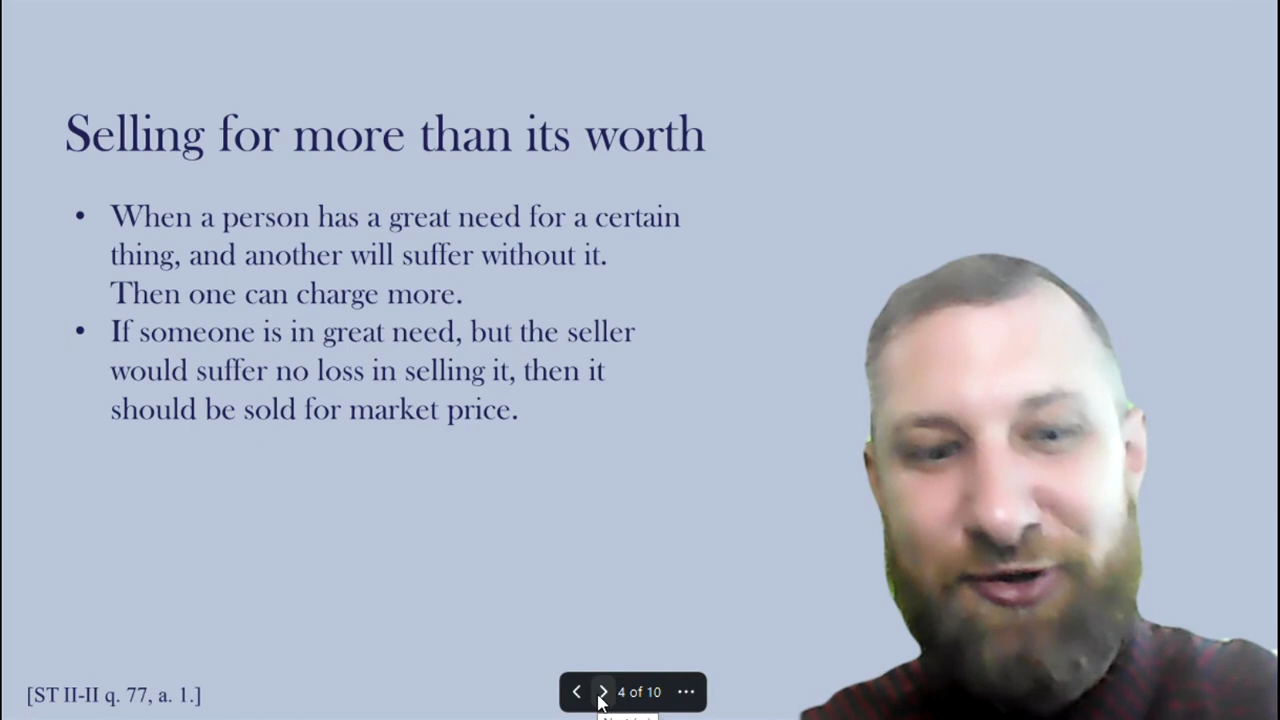 Selling for more than its worth
• When a person has a great need for a certain
thing, and another will suffer without it.
Then one can charge more.
• If someone is in great need, but the seller
would suffer no loss in selling it, then it
should be sold for market price.
[ST II-II q. 77, a. 1.]
4 of 10